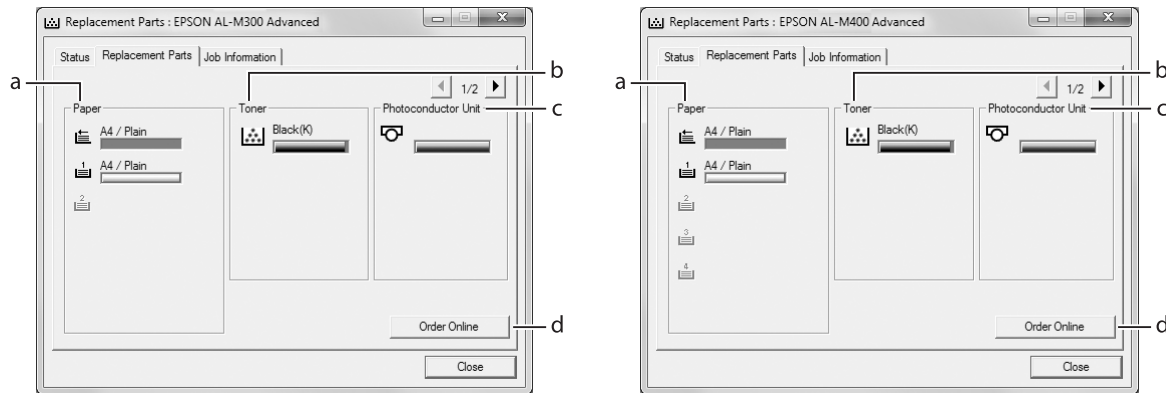 Replacement Parts : EPSON AL-M300 Advanced
Status Replacement Parts Job Information
1/2
a
b
c
Paper
Toner
Photoconductor Unit
A4 / Plain
Black(K)
1
A4 / Plain
2
Order Online
d
Close
Replacement Parts : EPSON AL-M400 Advanced
Status Replacement Parts Job Information
1/2
a
b
c
Paper
Toner
Photoconductor Unit
A4 / Plain
Black(K)
1
A4 / Plain
2
3
4
Order Online
d
Close